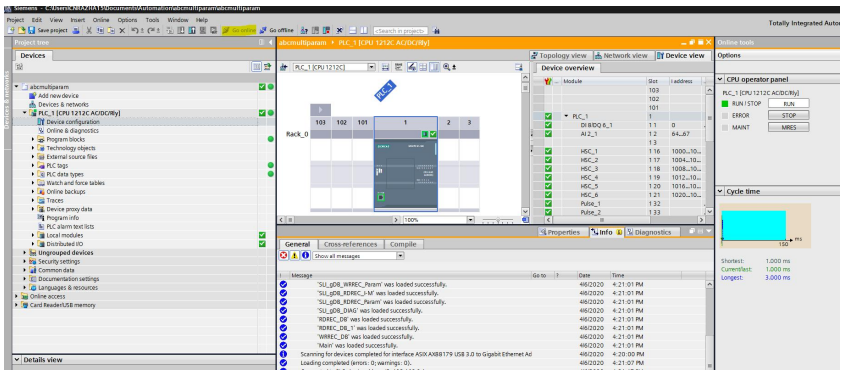 Siemens - C:\Users\CNRAZHA15\Documents\Automation\abcmultiparam\abcmultiparam
Project Edit View Insert Online Options Tools Window Help
Totally Integrated Autor
Save project
Go online
Go offline
<Search in project>
Project tree
abcmultiparam PLC_1 [CPU 1212C AC/DC/Rly]
Online tools
Devices
Topology view
Network view
Device view
Options
PLC_1 [CPU 1212C]
Device overview
Module
Slot
I address
CPU operator panel
PLC_1 [CPU 1212C AC/DC/Rly]
RUN / STOP
RUN
ERROR
STOP
MAINT
MRES
Devices & networks
abcmultiparam
Add new device
Devices & networks
PLC_1 [CPU 1212C AC/DC/Rly]
Device configuration
Online & diagnostics
Program blocks
Technology objects
External source files
PLC tags
PLC data types
Watch and force tables
Online backups
Traces
Device proxy data
Program info
PLC alarm text lists
Local modules
Distributed I/O
Ungrouped devices
Security settings
Common data
Documentation settings
Languages & resources
Online access
Card Reader/USB memory
Details view
PLC_1
103 102 101 1 2 3
Rack_0
SIEMENS
100%
103
102
101
PLC_1 1
DI 8/DQ 6_1 1 1 0
AI 2_1 1 2 64...67
1 3
HSC_1 1 16 1000...10...
HSC_2 1 17 1004...10...
HSC_3 1 18 1008...10...
HSC_4 1 19 1012...10...
HSC_5 1 20 1016...10...
HSC_6 1 21 1020...10...
Pulse_1 1 32
Pulse_2 1 33
Cycle time
1
150
ms
Shortest: 1.000 ms
Current/last: 1.000 ms
Longest: 3.000 ms
Properties
Info
Diagnostics
General
Cross-references
Compile
Show all messages
! Message Go to ? Date Time
'SLI_gDB_WRREC_Param' was loaded successfully. 4/6/2020 4:21:01 PM
'SLI_gDB_RDREC_I-M' was loaded successfully. 4/6/2020 4:21:01 PM
'SLI_gDB_RDREC_Param' was loaded successfully. 4/6/2020 4:21:01 PM
'SLI_gDB_DIAG' was loaded successfully. 4/6/2020 4:21:01 PM
'RDREC_DB' was loaded successfully. 4/6/2020 4:21:01 PM
'RDREC_DB_1' was loaded successfully. 4/6/2020 4:21:01 PM
'WRREC_DB' was loaded successfully. 4/6/2020 4:21:01 PM
'Main' was loaded successfully. 4/6/2020 4:21:01 PM
Scanning for devices completed for interface ASIX AX88179 USB 3.0 to Gigabit Ethernet Ad 4/6/2020 4:20:00 PM
Loading completed (errors: 0; warnings: 0). 4/6/2020 4:21:07 PM